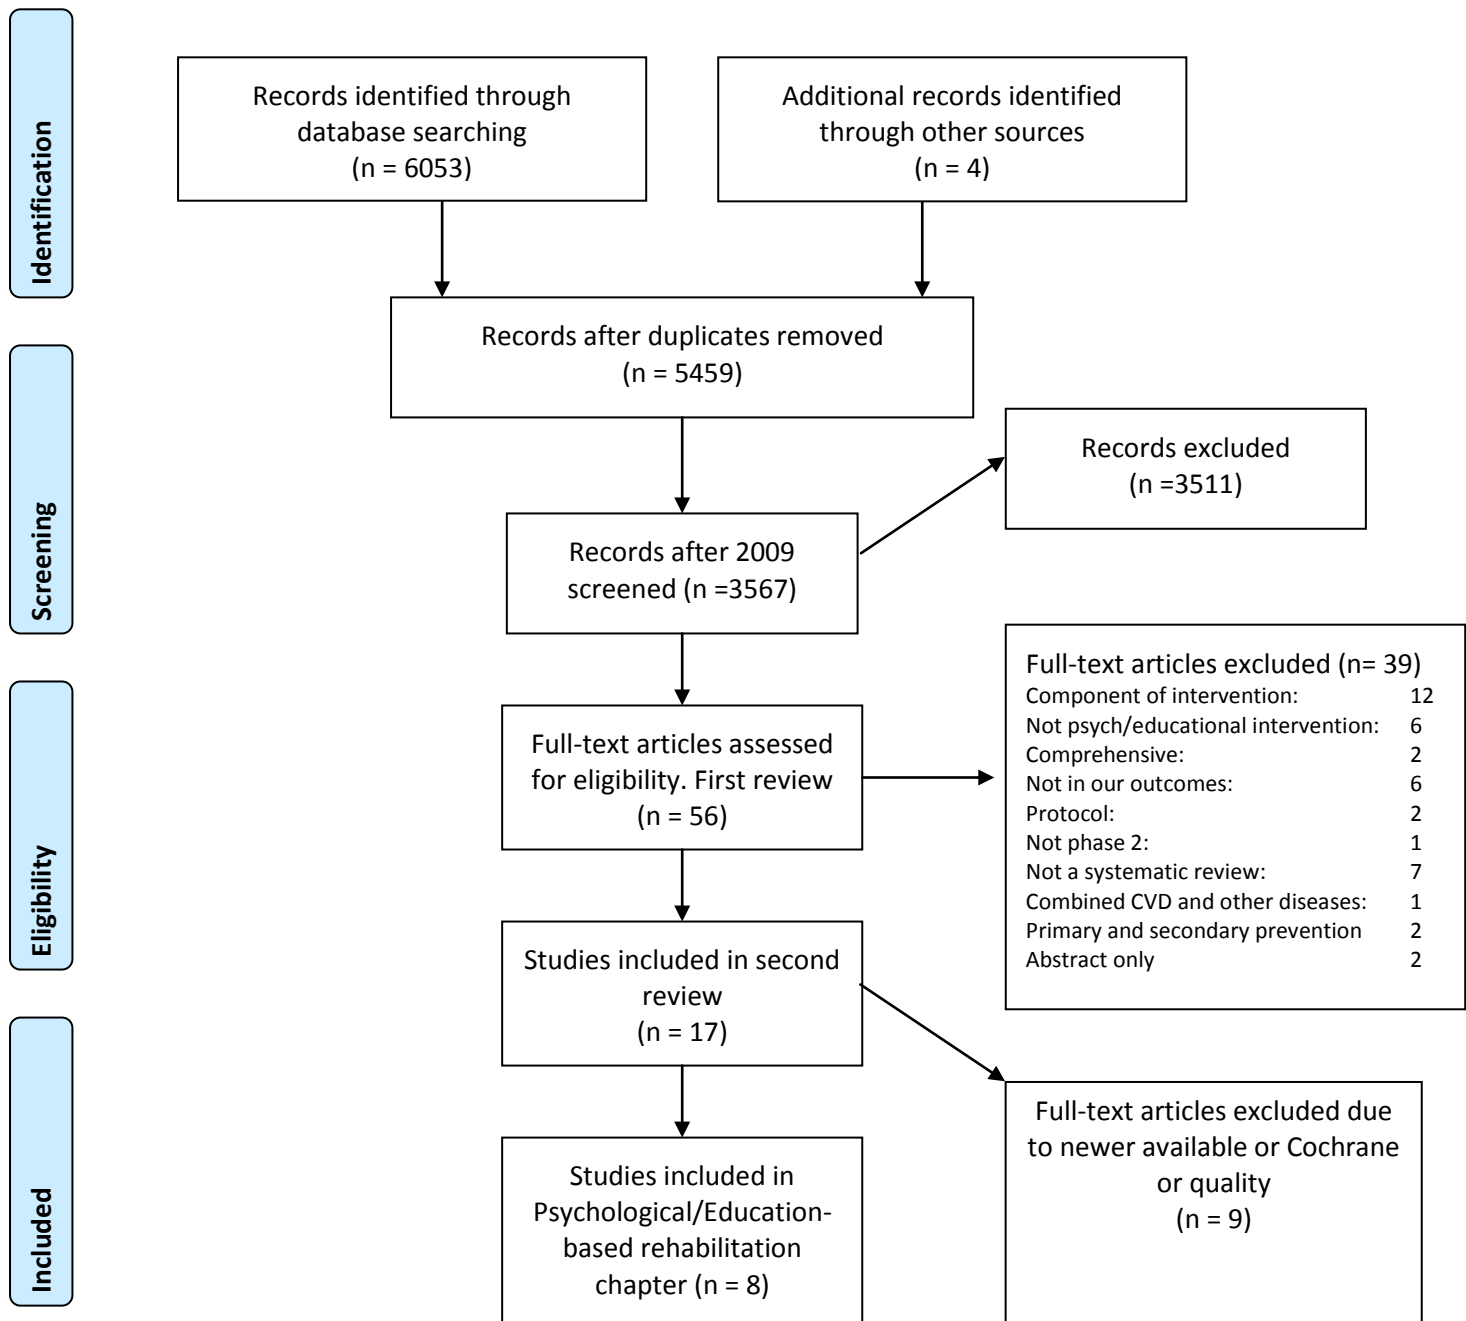 Identification
Records identified through
database searching
(n = 6053)
Additional records identified
through other sources
(n = 4)
Screening
Records after duplicates removed
(n = 5459)
Records excluded
(n =3511)
Records after 2009
screened (n =3567)
Eligibility
Full-text articles assessed
for eligibility. First review
(n = 56)
Full-text articles excluded (n= 39)
Component of intervention: 12
Not psych/educational intervention: 6
Comprehensive: 2
Not in our outcomes: 6
Protocol: 2
Not phase 2: 1
Not a systematic review: 7
Combined CVD and other diseases: 1
Primary and secondary prevention 2
Abstract only 2
Studies included in second
review
(n = 17)
Included
Full-text articles excluded due
to newer available or Cochrane
or quality
(n = 9)
Studies included in
Psychological/Education-
based rehabilitation
chapter (n = 8)